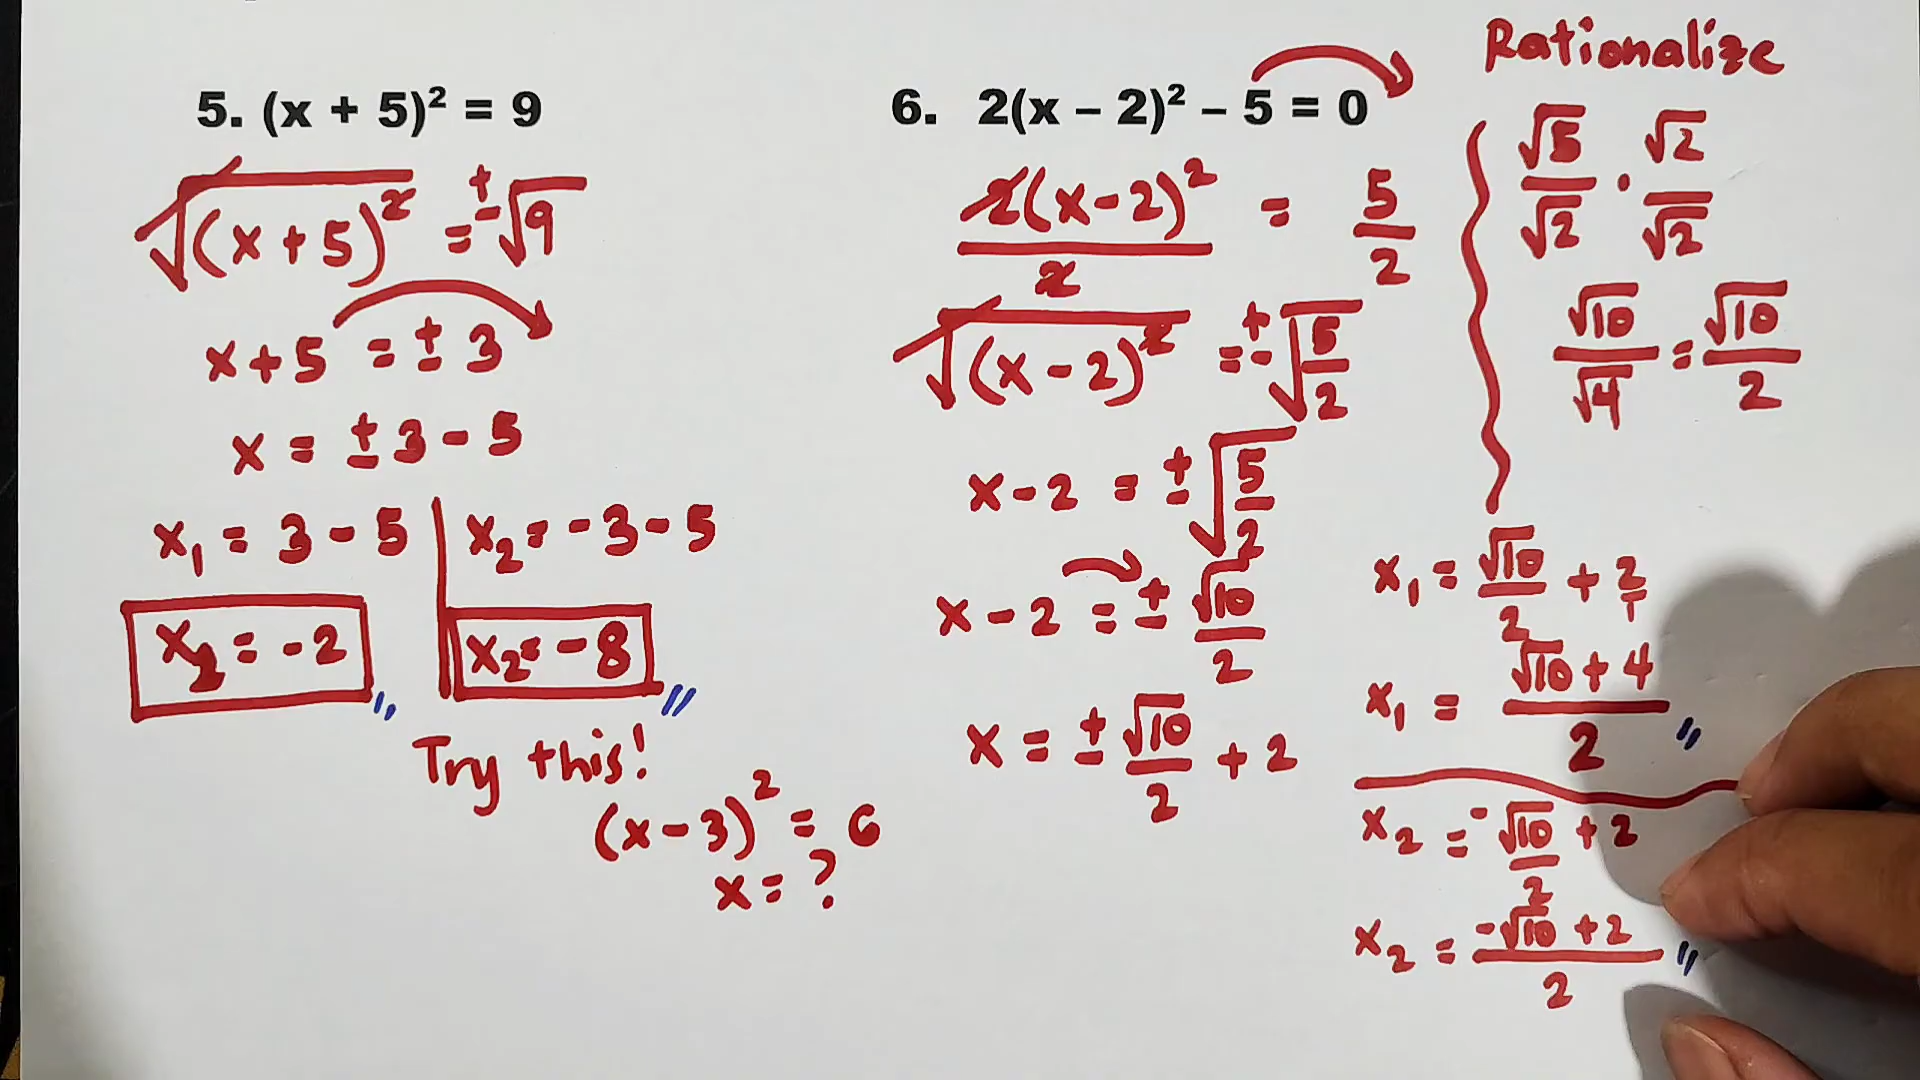 5. (x + 5)² = 9
√(x+5)² = ±√9
x+5 = ±3
x = ±3-5
x₁ = 3-5
x₂ = -3-5
x₂ = -2
x₂ = -8
Try this!
(x-3)² = 6
x = ?
6. 2(x – 2)² – 5 = 0
2(x-2)²/2 = 5/2
√(x-2)² = ±√5/2
x-2 = ±√5/2
x-2 = ±√10/2
x = ±√10/2 + 2
Rationalize
√5/√2 · √2/√2
√10/√4 = √10/2
x₁ = √10/2 + 2/1
x₁ = √10+4/2
x₂ = -√10/2 + 2
x₂ = -√10+2/2